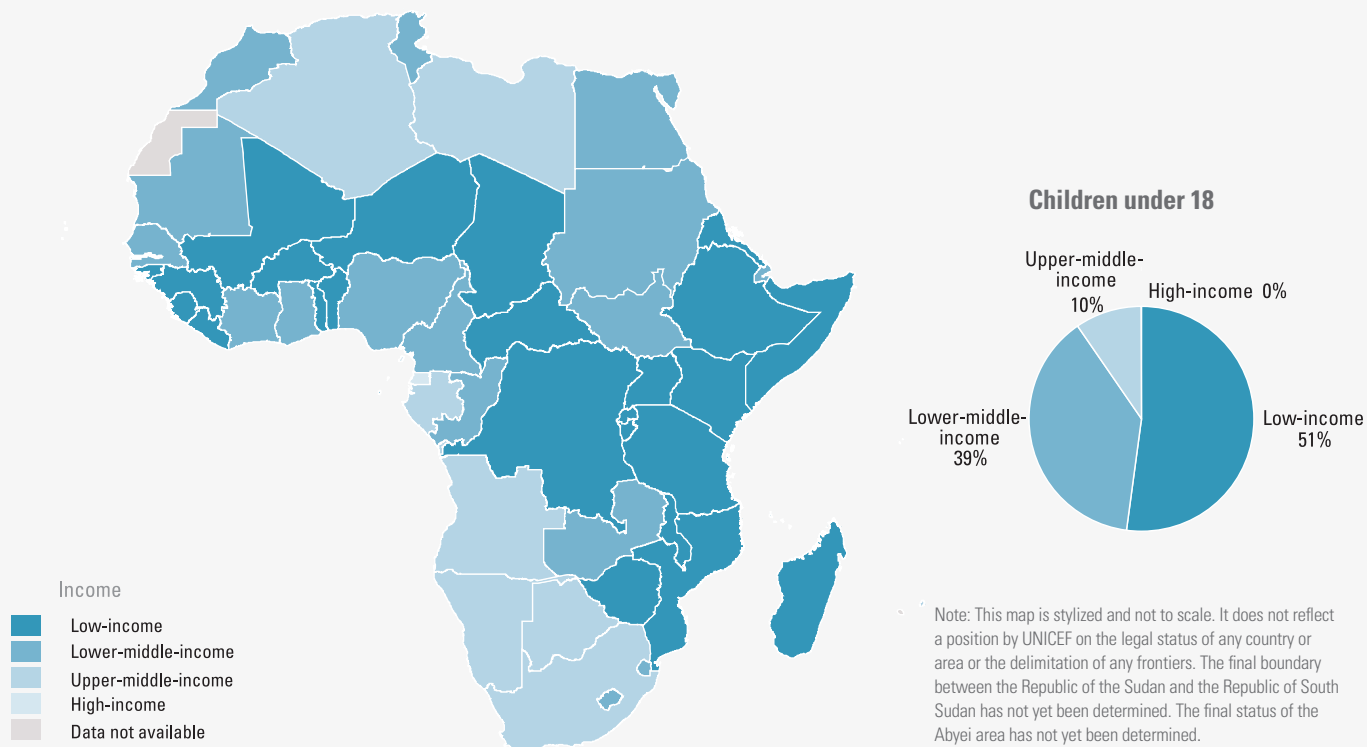 Children under 18
Upper-middle-
income
10%
High-income 0%
Lower-middle-
income
39%
Low-income
51%
Income
Low-income
Lower-middle-income
Upper-middle-income
High-income
Data not available
Note: This map is stylized and not to scale. It does not reflect
a position by UNICEF on the legal status of any country or
area or the delimitation of any frontiers. The final boundary
between the Republic of the Sudan and the Republic of South
Sudan has not yet been determined. The final status of the
Abyei area has not yet been determined.